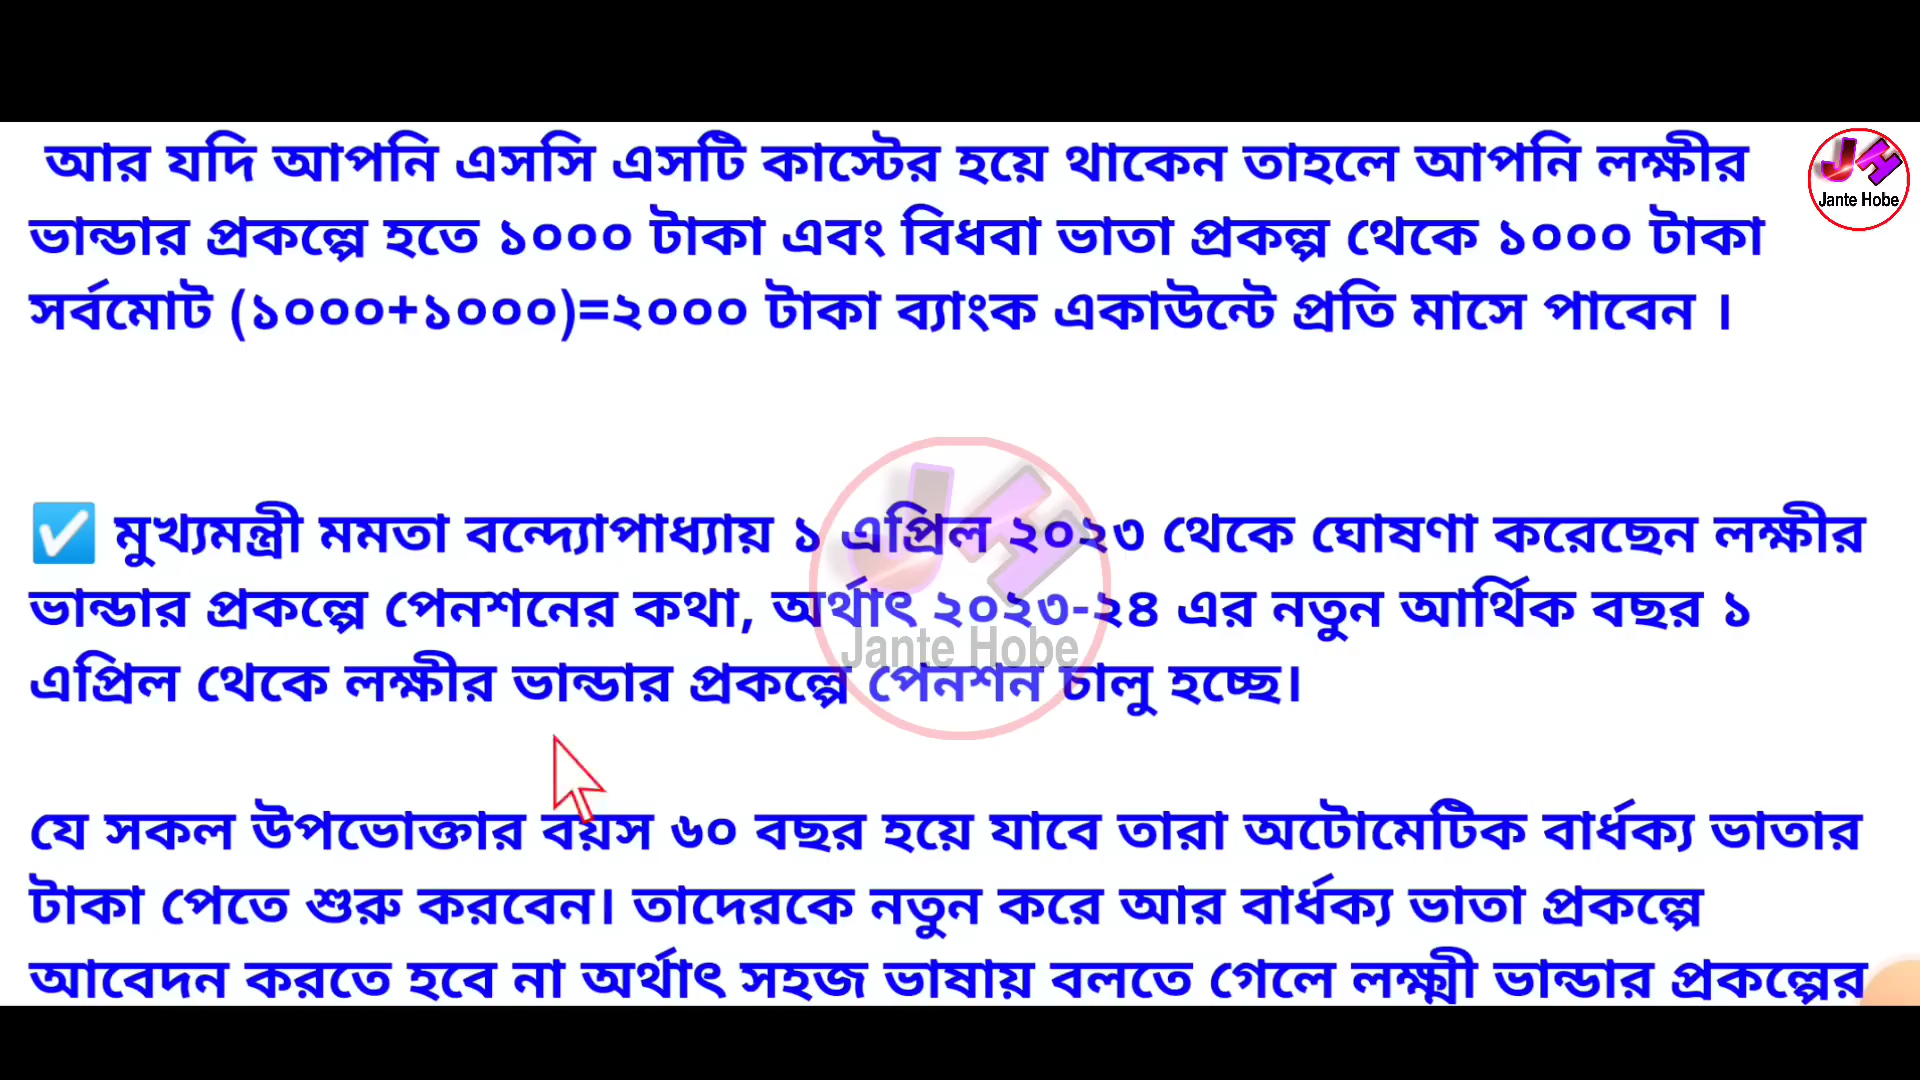 আর যদি আপনি এসসি এসটি কাস্টের হয়ে থাকেন তাহলে আপনি লক্ষীর
ভান্ডার প্রকল্পে হতে ১০০০ টাকা এবং বিধবা ভাতা প্রকল্প থেকে ১০০০ টাকা
সর্বমোট (১০০০+১০০০)=২০০০ টাকা ব্যাংক একাউন্টে প্রতি মাসে পাবেন ।
JH
Jante Hobe
☑ মুখ্যমন্ত্রী মমতা বন্দ্যোপাধ্যায় ১ এপ্রিল ২০২৩ থেকে ঘোষণা করেছেন লক্ষীর
ভান্ডার প্রকল্পে পেনশনের কথা, অর্থাৎ ২০২৩-২৪ এর নতুন আর্থিক বছর ১
এপ্রিল থেকে লক্ষীর ভান্ডার প্রকল্পে পেনশন চালু হচ্ছে।
JH
Jante Hobe
যে সকল উপভোক্তার বয়স ৬০ বছর হয়ে যাবে তারা অটোমেটিক বার্ধক্য ভাতার
টাকা পেতে শুরু করবেন। তাদেরকে নতুন করে আর বার্ধক্য ভাতা প্রকল্পে
আবেদন করতে হবে না অর্থাৎ সহজ ভাষায় বলতে গেলে লক্ষ্মী ভান্ডার প্রকল্পের